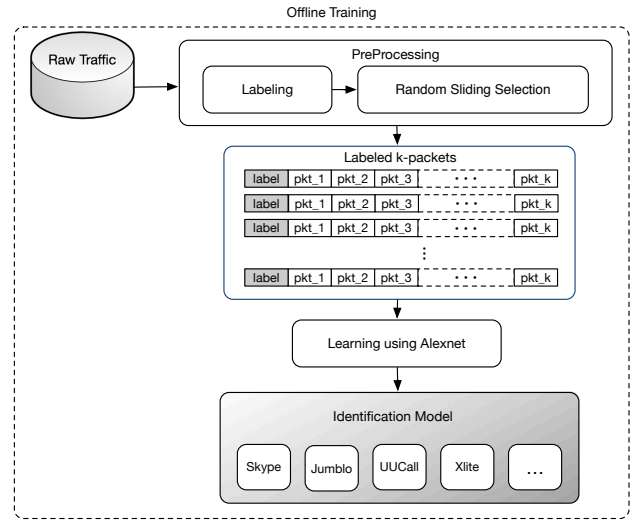 Offline Training
Raw Traffic
PreProcessing
Labeling
Random Sliding Selection
Labeled k-packets
label pkt_1 pkt_2 pkt_3 ... pkt_k
label pkt_1 pkt_2 pkt_3 ... pkt_k
label pkt_1 pkt_2 pkt_3 ... pkt_k
⋮
label pkt_1 pkt_2 pkt_3 ... pkt_k
Learning using Alexnet
Identification Model
Skype Jumblo UUCall Xlite ...